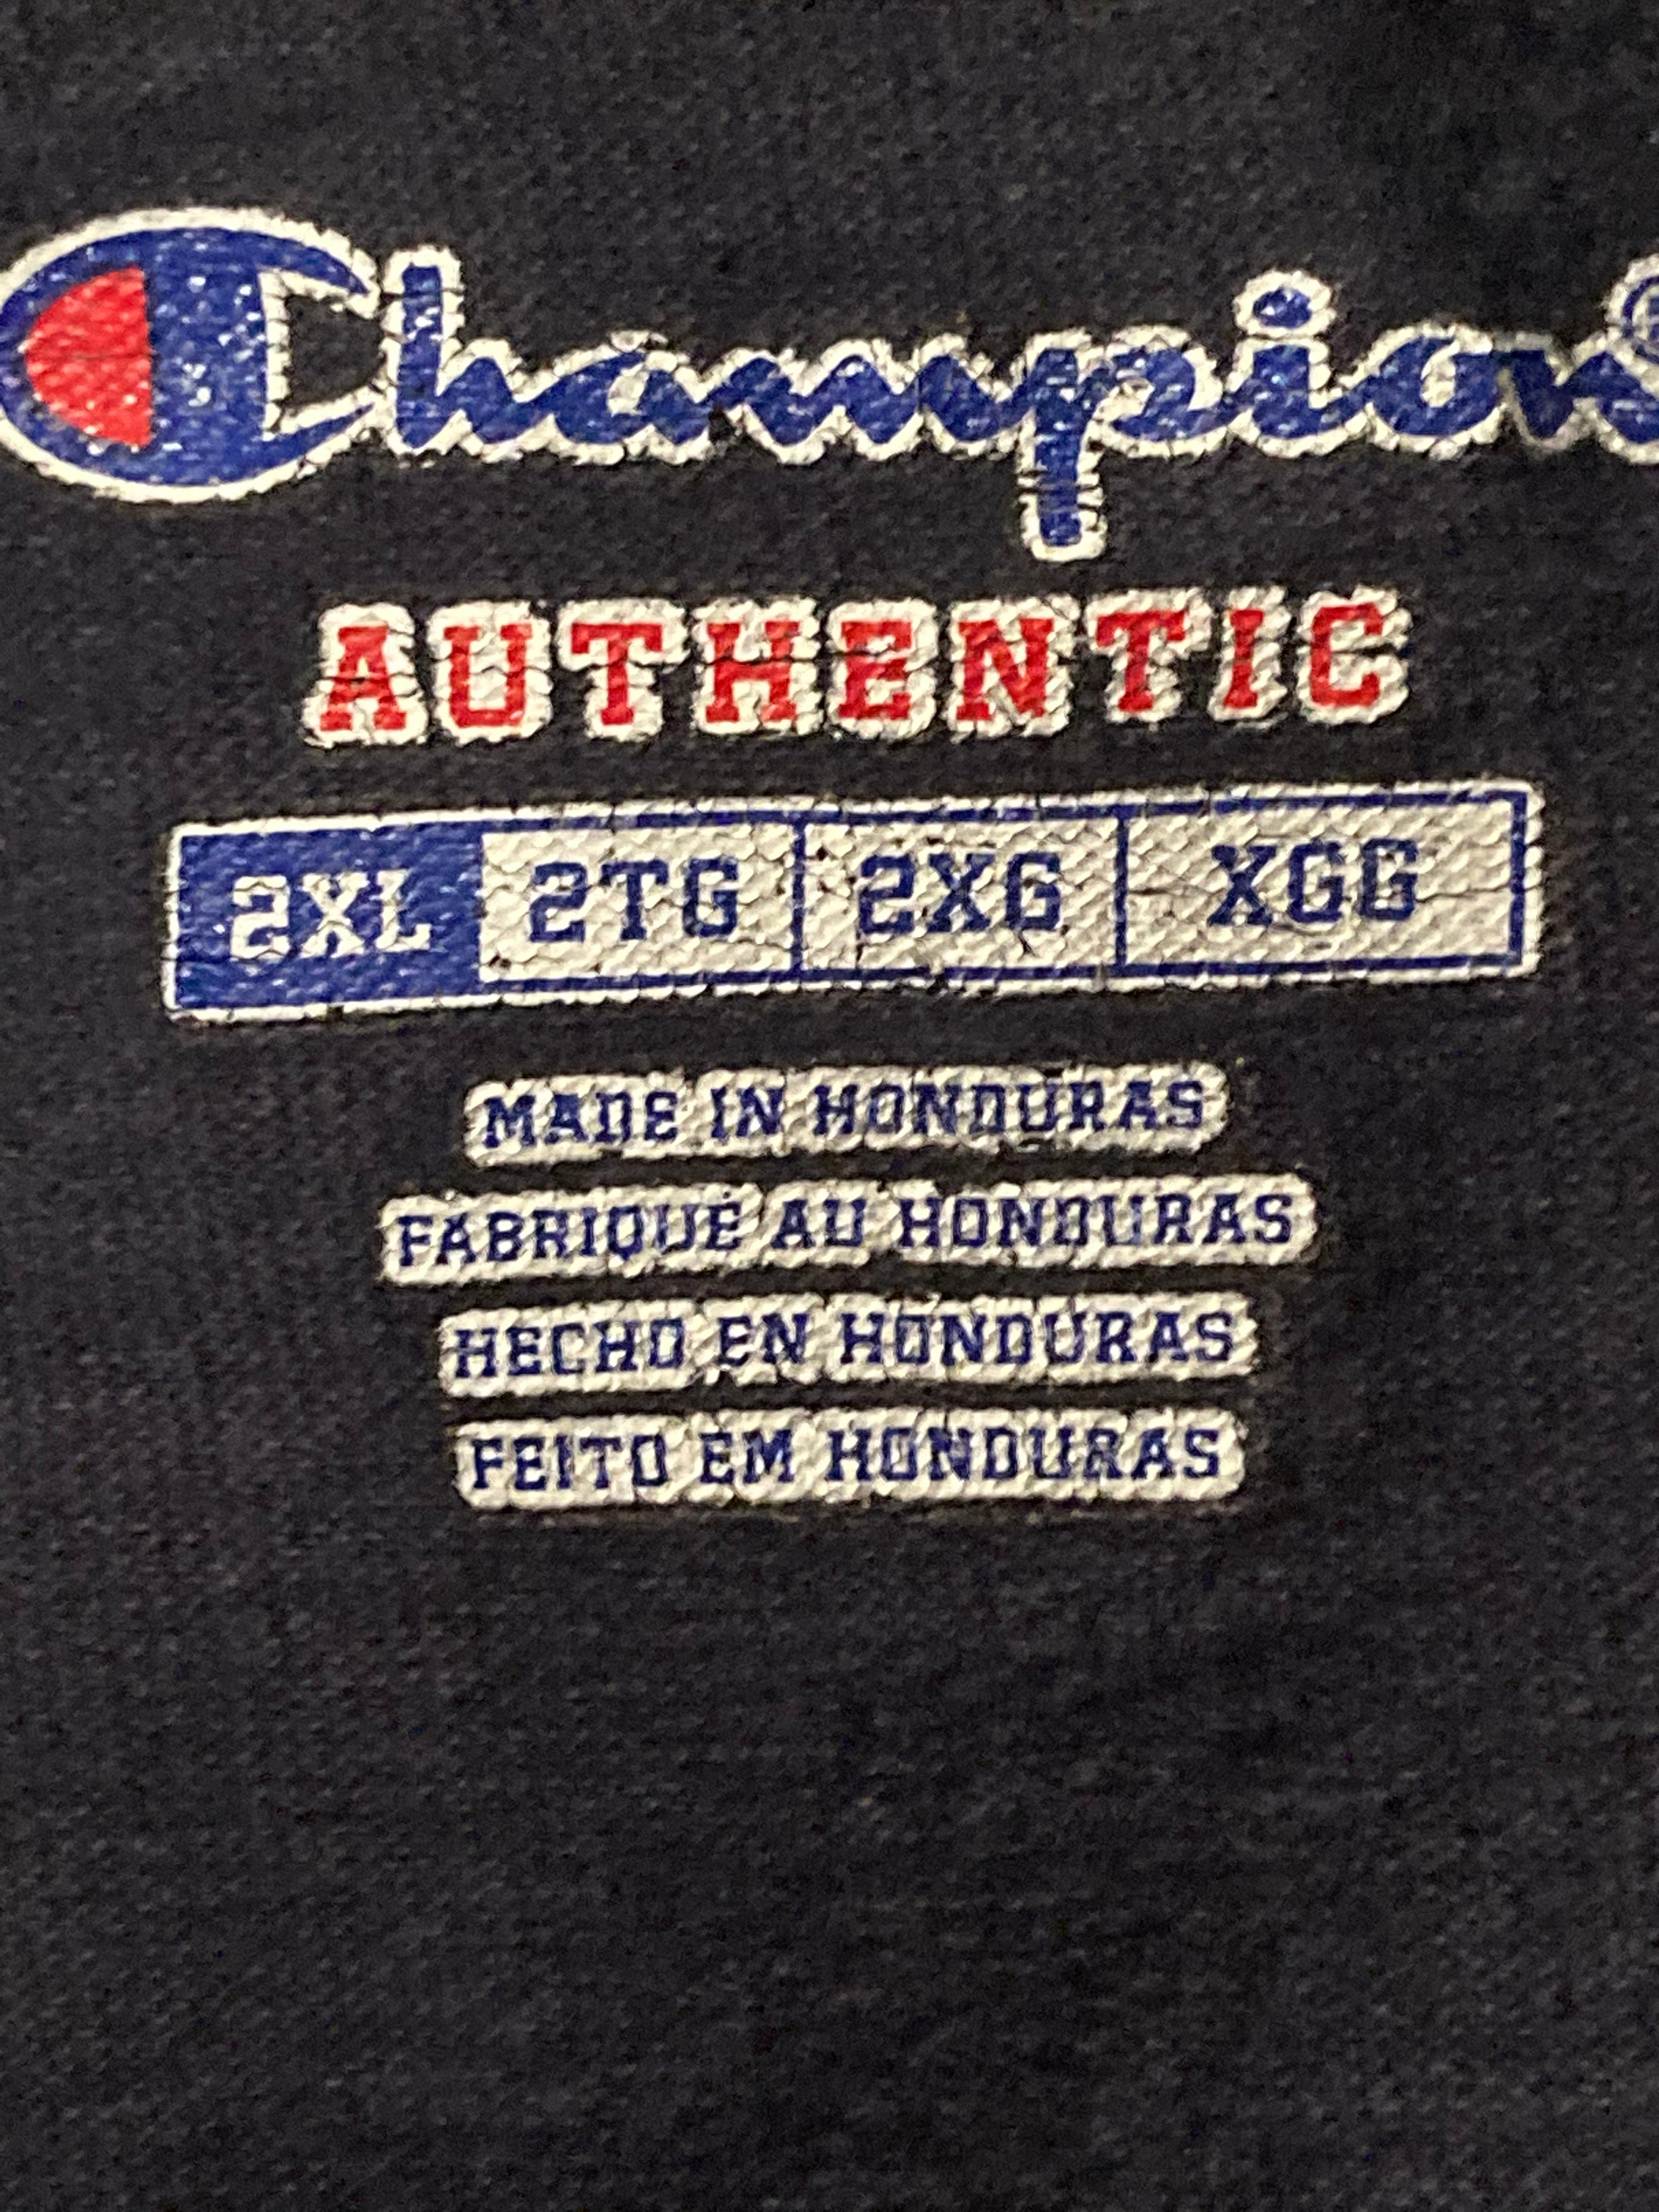 Champion®
AUTHENTIC
2XL 2TG 2XG XGG
MADE IN HONDURAS
FABRIQUÉ AU HONDURAS
HECHO EN HONDURAS
FEITO EM HONDURAS